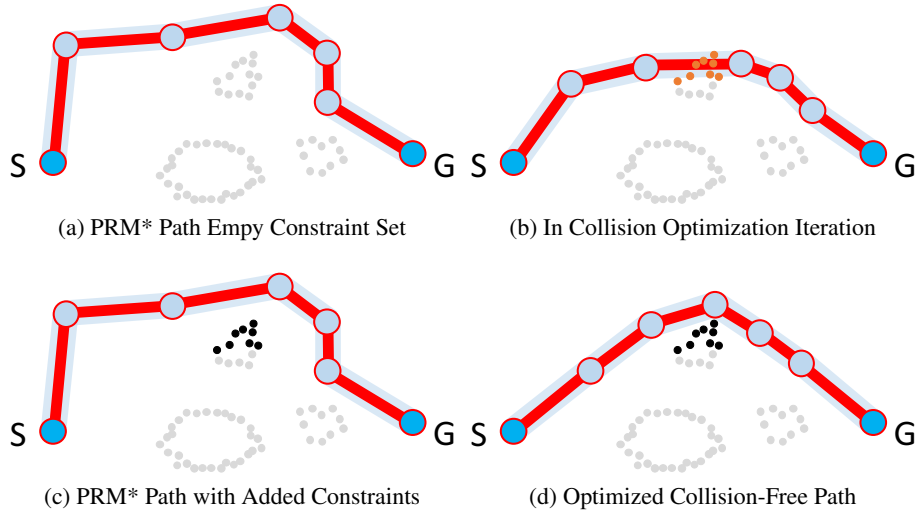 S G
S G
(a) PRM* Path Empy Constraint Set
(b) In Collision Optimization Iteration
S G
S G
(c) PRM* Path with Added Constraints
(d) Optimized Collision-Free Path